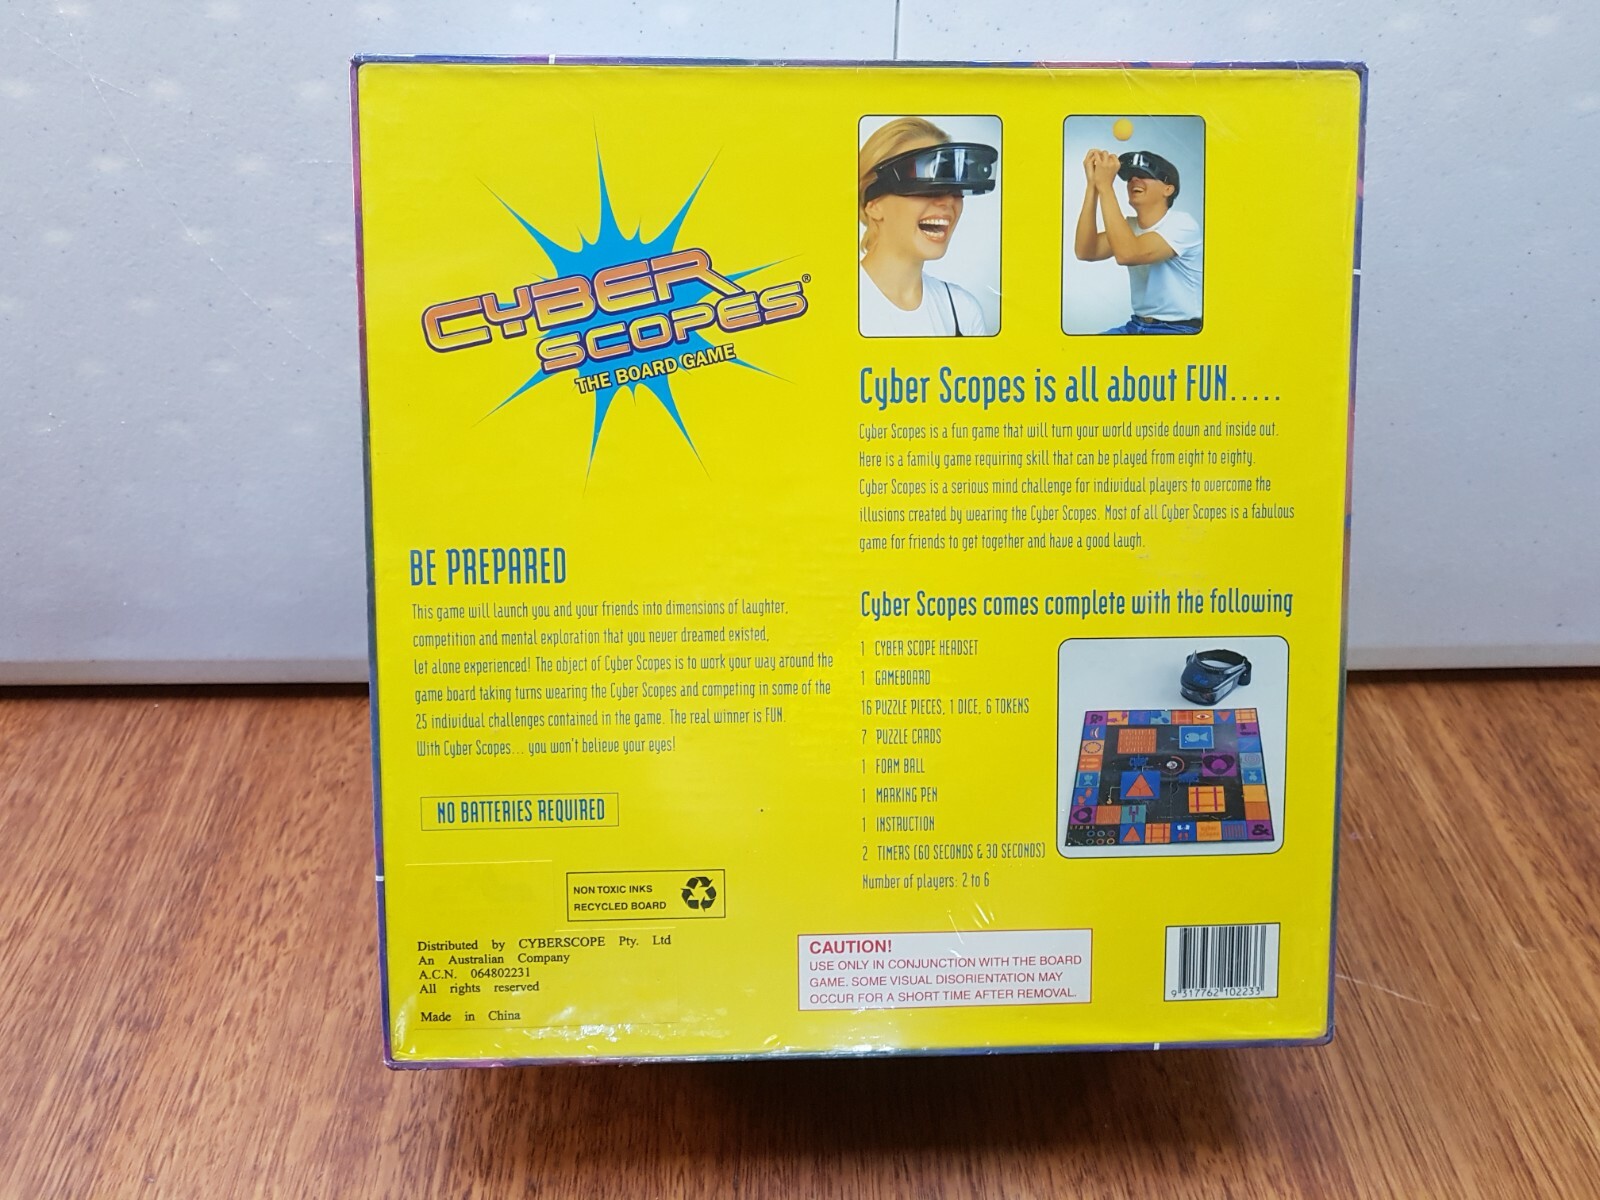 CYBER
SCOPES®
THE BOARD GAME
BE PREPARED
This game will launch you and your friends into dimensions of laughter,
competition and mental exploration that you never dreamed existed,
let alone experienced! The object of Cyber Scopes is to work your way around the
game board taking turns wearing the Cyber Scopes and competing in some of the
25 individual challenges contained in the game. The real winner is FUN.
With Cyber Scopes... you won't believe your eyes!
NO BATTERIES REQUIRED
NON TOXIC INKS
RECYCLED BOARD
Distributed by CYBERSCOPE Pty. Ltd
An Australian Company
A.C.N. 064802231
All rights reserved
Made in China
Cyber Scopes is all about FUN.....
Cyber Scopes is a fun game that will turn your world upside down and inside out.
Here is a family game requiring skill that can be played from eight to eighty.
Cyber Scopes is a serious mind challenge for individual players to overcome the
illusions created by wearing the Cyber Scopes. Most of all Cyber Scopes is a fabulous
game for friends to get together and have a good laugh.
Cyber Scopes comes complete with the following
1 CYBER SCOPE HEADSET
1 GAMEBOARD
16 PUZZLE PIECES, 1 DICE, 6 TOKENS
7 PUZZLE CARDS
1 FOAM BALL
1 MARKING PEN
1 INSTRUCTION
2 TIMERS (60 SECONDS & 30 SECONDS)
Number of players: 2 to 6
CAUTION!
USE ONLY IN CONJUNCTION WITH THE BOARD
GAME. SOME VISUAL DISORIENTATION MAY
OCCUR FOR A SHORT TIME AFTER REMOVAL.
9 317762 102233